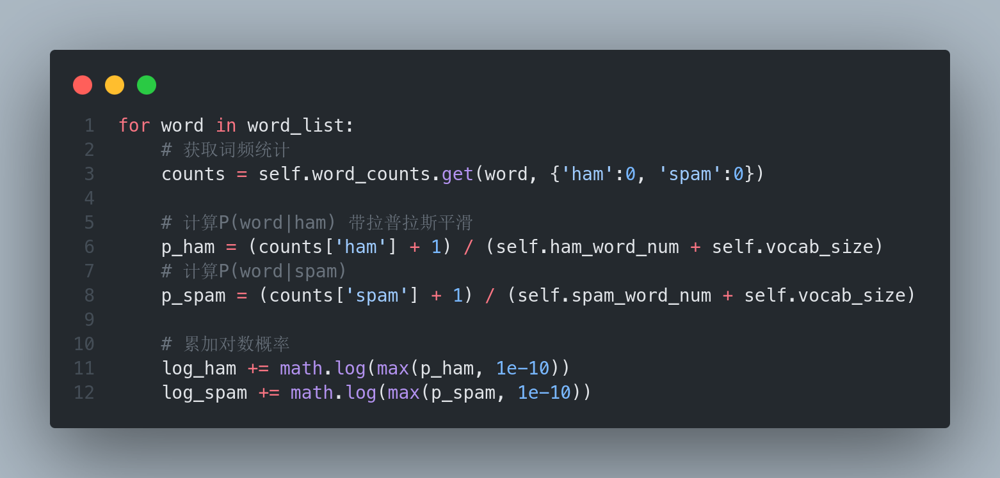 1 for word in word_list:
2     # 获取词频统计
3     counts = self.word_counts.get(word, {'ham':0, 'spam':0})
4
5     # 计算P(word|ham) 带拉普拉斯平滑
6     p_ham = (counts['ham'] + 1) / (self.ham_word_num + self.vocab_size)
7     # 计算P(word|spam)
8     p_spam = (counts['spam'] + 1) / (self.spam_word_num + self.vocab_size)
9
10     # 累加对数概率
11     log_ham += math.log(max(p_ham, 1e-10))
12     log_spam += math.log(max(p_spam, 1e-10))